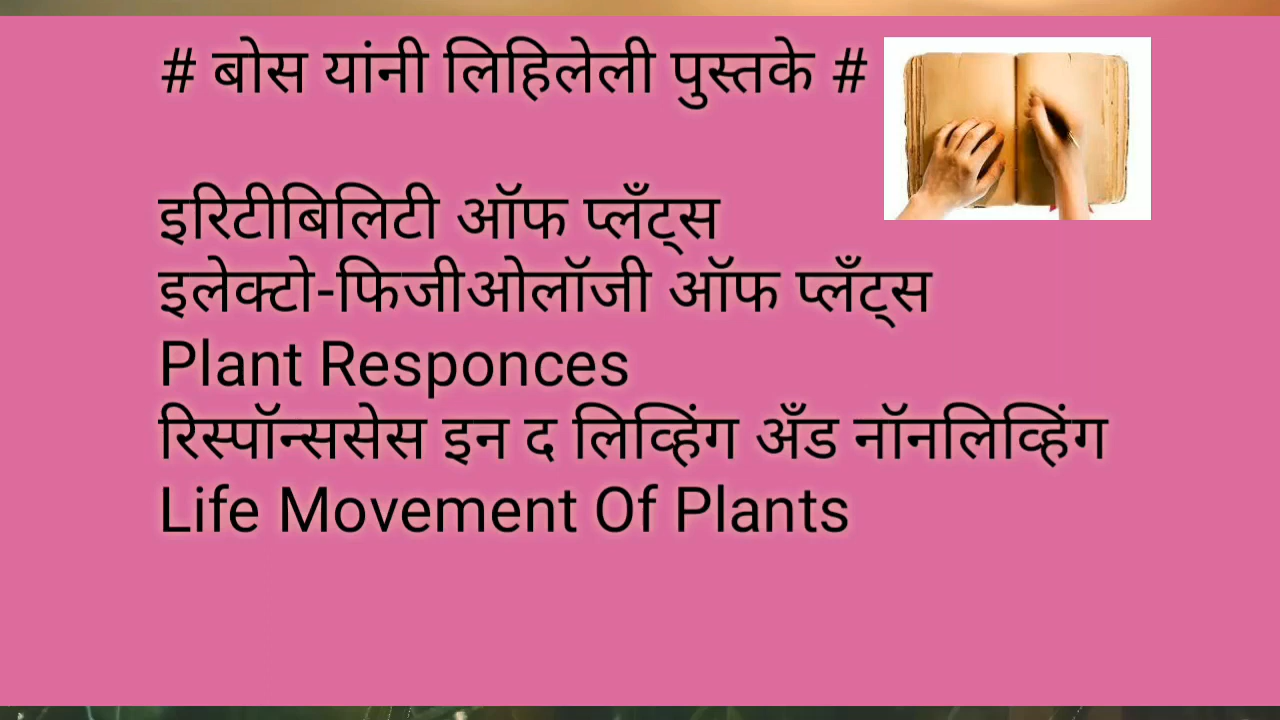 # बोस यांनी लिहिलेली पुस्तके #
इरिटीबिलिटी ऑफ प्लँट्स
इलेक्टो-फिजीओलॉजी ऑफ प्लँट्स
Plant Responces
रिस्पॉन्ससेस इन द लिव्हिंग अँड नॉनलिव्हिंग
Life Movement Of Plants